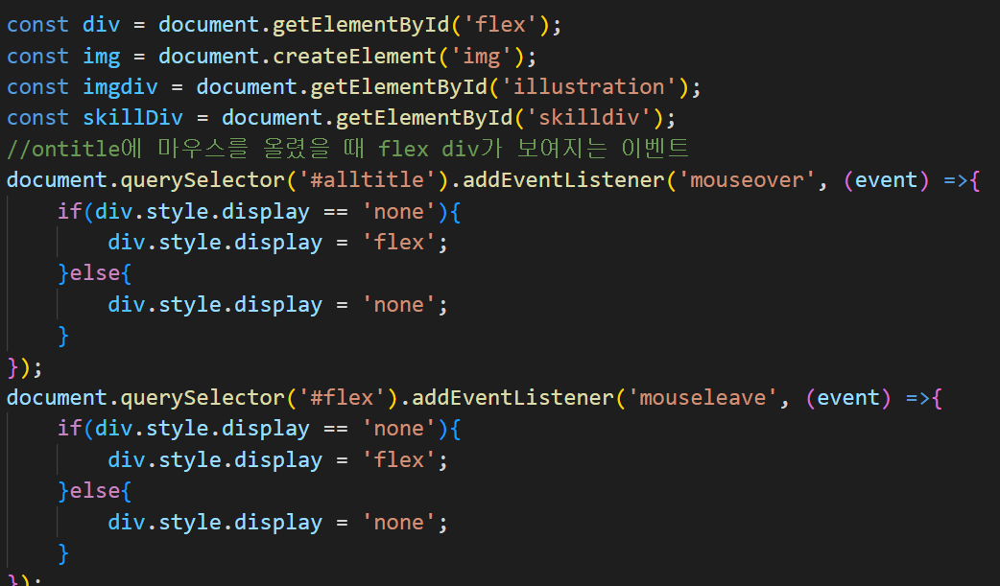 const div = document.getElementById('flex');
const img = document.createElement('img');
const imgdiv = document.getElementById('illustration');
const skillDiv = document.getElementById('skilldiv');
//ontitle에 마우스를 올렸을 때 flex div가 보여지는 이벤트
document.querySelector('#alltitle').addEventListener('mouseover', (event) =>{
    if(div.style.display == 'none'){
        div.style.display = 'flex';
    }else{
        div.style.display = 'none';
    }
});
document.querySelector('#flex').addEventListener('mouseleave', (event) =>{
    if(div.style.display == 'none'){
        div.style.display = 'flex';
    }else{
        div.style.display = 'none';
    }
});